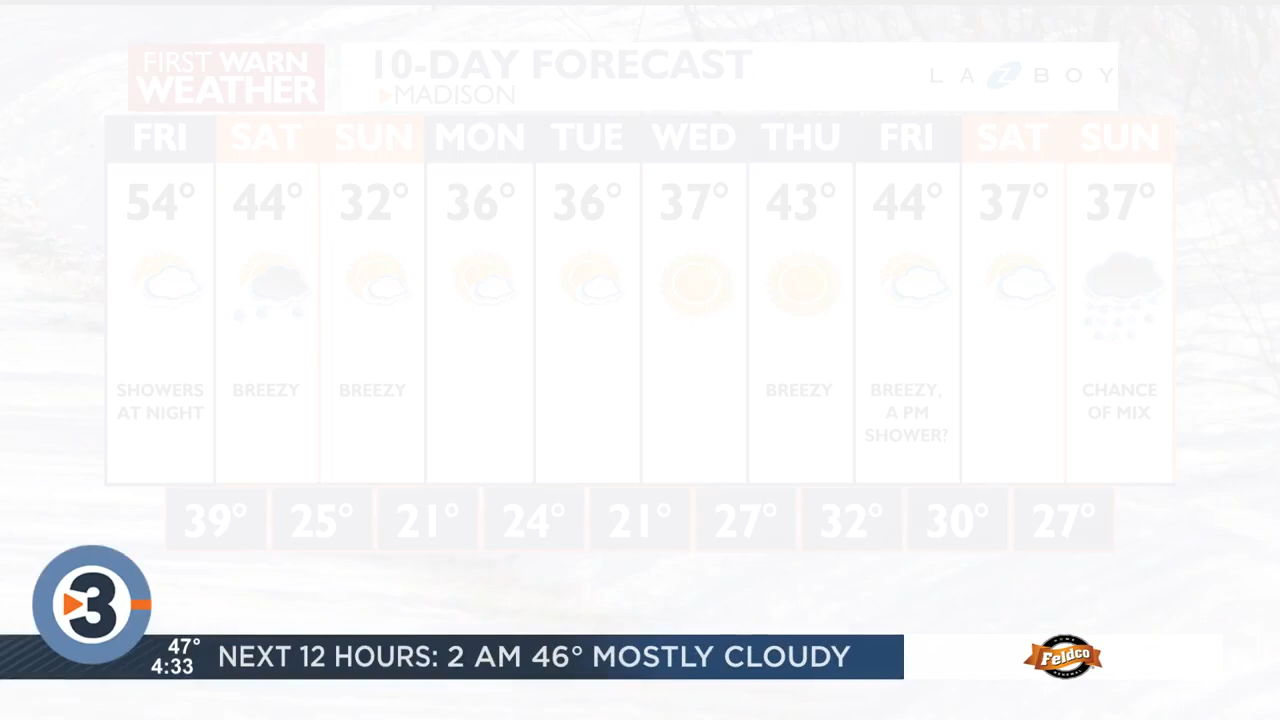 FIRST WARN
WEATHER
10-DAY FORECAST
MADISON
LA Z BOY
FRI SAT SUN MON TUE WED THU FRI SAT SUN
54° 44° 32° 36° 36° 37° 43° 44° 37° 37°
SHOWERS BREEZY BREEZY BREEZY BREEZY, CHANCE
AT NIGHT A PM OF MIX
SHOWER?
39° 25° 21° 24° 21° 27° 32° 30° 27°
3
47°
4:33
NEXT 12 HOURS: 2 AM 46° MOSTLY CLOUDY
HOME
Feldco
RENEWAL